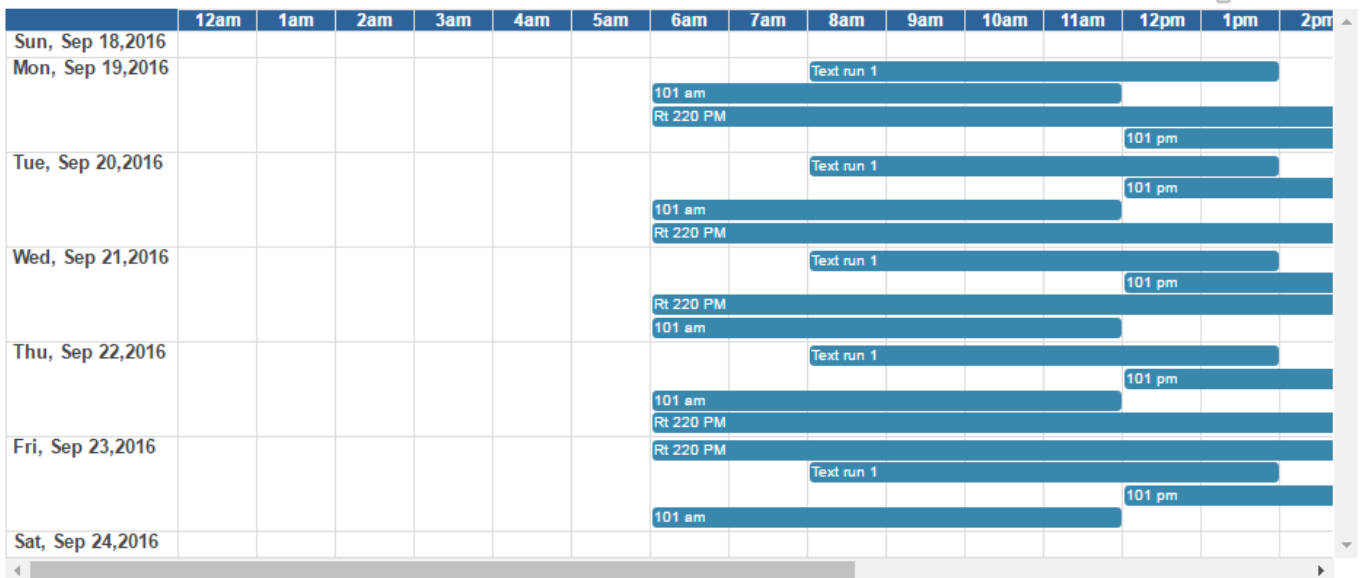 12am 1am 2am 3am 4am 5am 6am 7am 8am 9am 10am 11am 12pm 1pm 2pm
Sun, Sep 18,2016
Mon, Sep 19,2016 Text run 1
101 am
Rt 220 PM
101 pm
Tue, Sep 20,2016 Text run 1
101 pm
101 am
Rt 220 PM
Wed, Sep 21,2016 Text run 1
101 pm
Rt 220 PM
101 am
Thu, Sep 22,2016 Text run 1
101 pm
101 am
Rt 220 PM
Fri, Sep 23,2016 Rt 220 PM
Text run 1
101 pm
101 am
Sat, Sep 24,2016